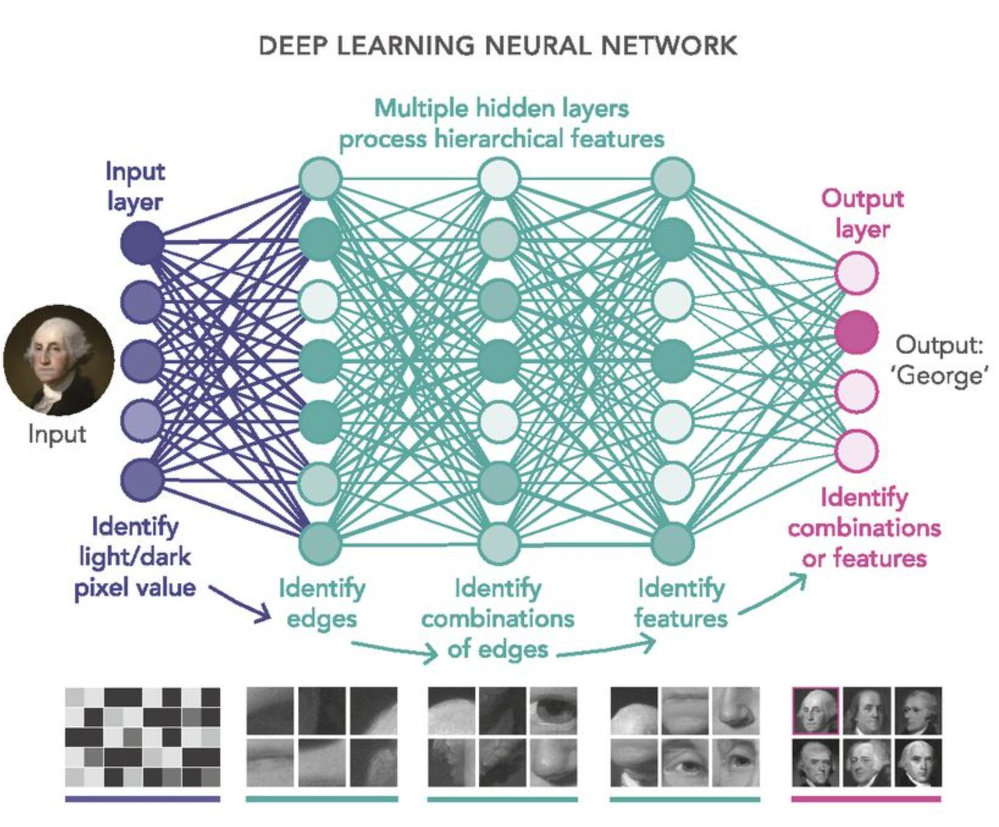 DEEP LEARNING NEURAL NETWORK
Multiple hidden layers
process hierarchical features
Input
layer
Output
layer
Input
Output:
‘George’
Identify
light/dark
pixel value
Identify
edges
Identify
combinations
of edges
Identify
features
Identify
combinations
or features